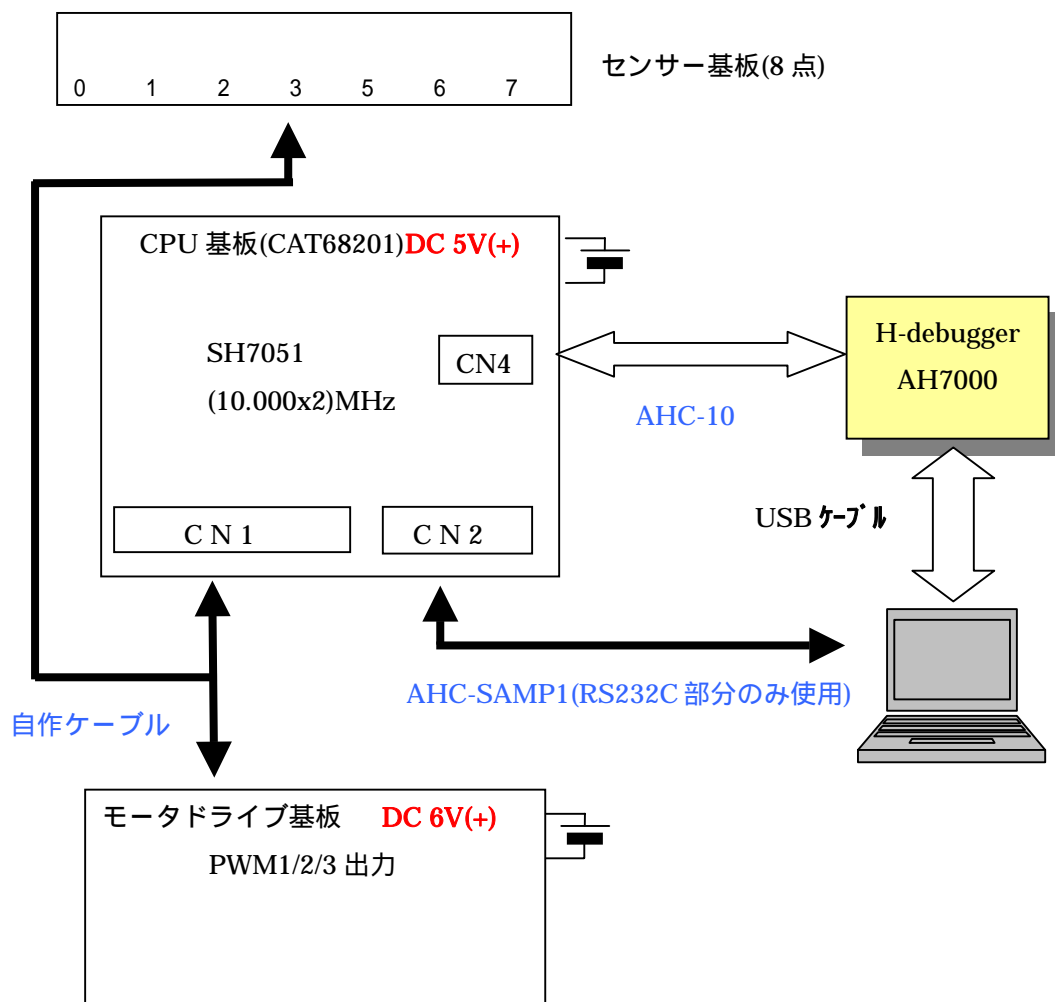 センサー基板(8 点)
0 1 2 3 5 6 7
CPU 基板(CAT68201)DC 5V(+)
SH7051
(10.000x2)MHz
CN4
H-debugger
AH7000
AHC-10
USB ｹｰﾌﾞﾙ
C N 1
C N 2
AHC-SAMP1(RS232C 部分のみ使用)
自作ケーブル
モータドライブ基板 DC 6V(+)
PWM1/2/3 出力